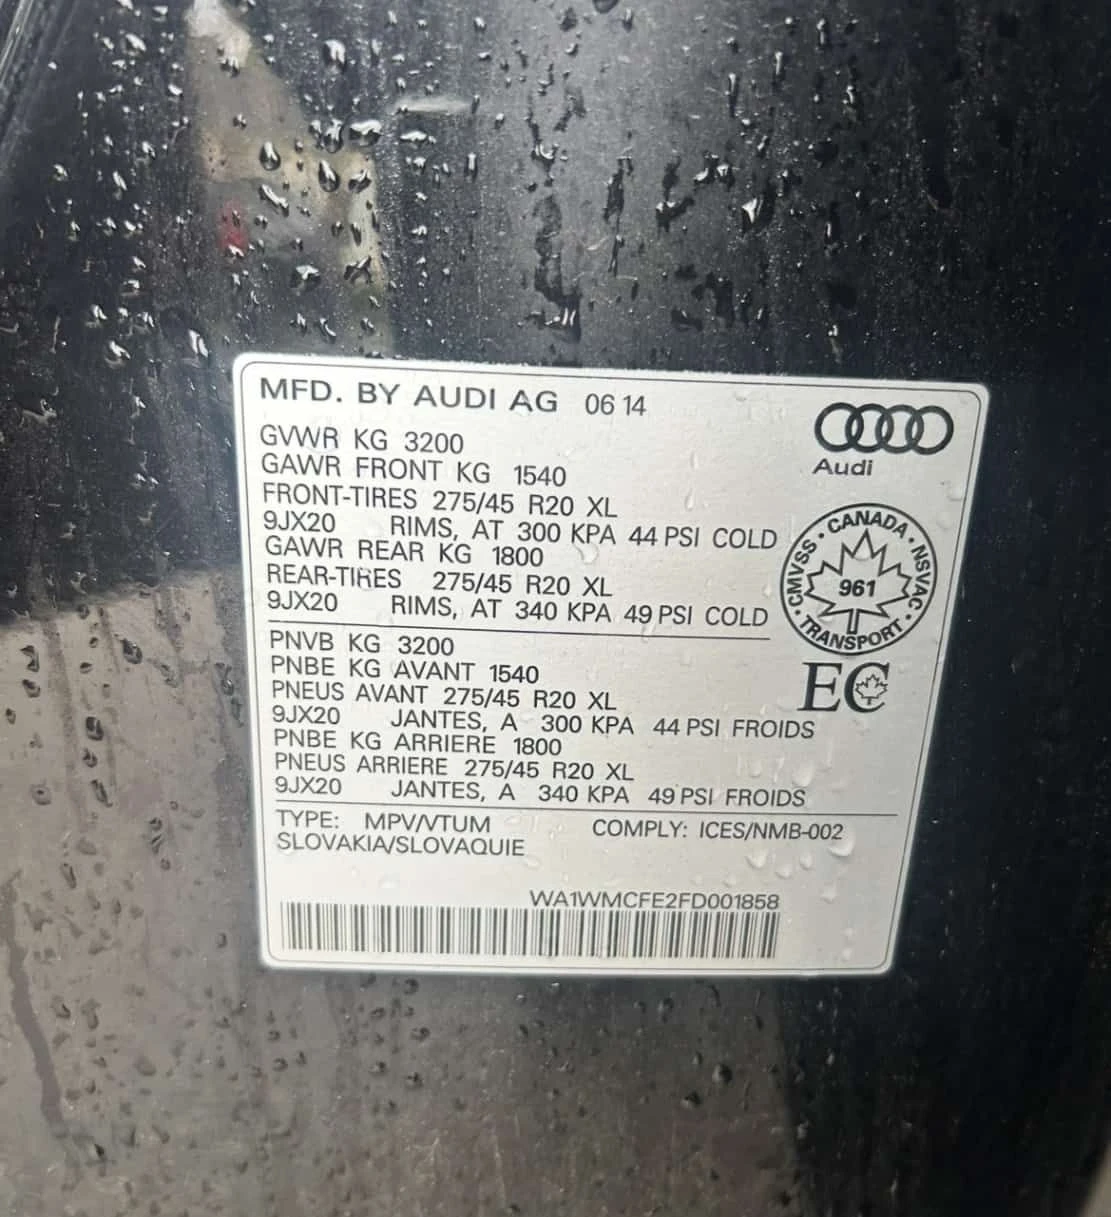 MFD. BY AUDI AG 06 14
GVWR KG 3200
GAWR FRONT KG 1540
FRONT-TIRES 275/45 R20 XL
9JX20 RIMS, AT 300 KPA 44 PSI COLD
GAWR REAR KG 1800
REAR-TIRES 275/45 R20 XL
9JX20 RIMS, AT 340 KPA 49 PSI COLD
Audi
CMVSS · CANADA · NSVAC · TRANSPORT ·
961
EC
PNVB KG 3200
PNBE KG AVANT 1540
PNEUS AVANT 275/45 R20 XL
9JX20 JANTES, A 300 KPA 44 PSI FROIDS
PNBE KG ARRIERE 1800
PNEUS ARRIERE 275/45 R20 XL
9JX20 JANTES, A 340 KPA 49 PSI FROIDS
TYPE: MPV/VTUM COMPLY: ICES/NMB-002
SLOVAKIA/SLOVAQUIE
WA1WMCFE2FD001858